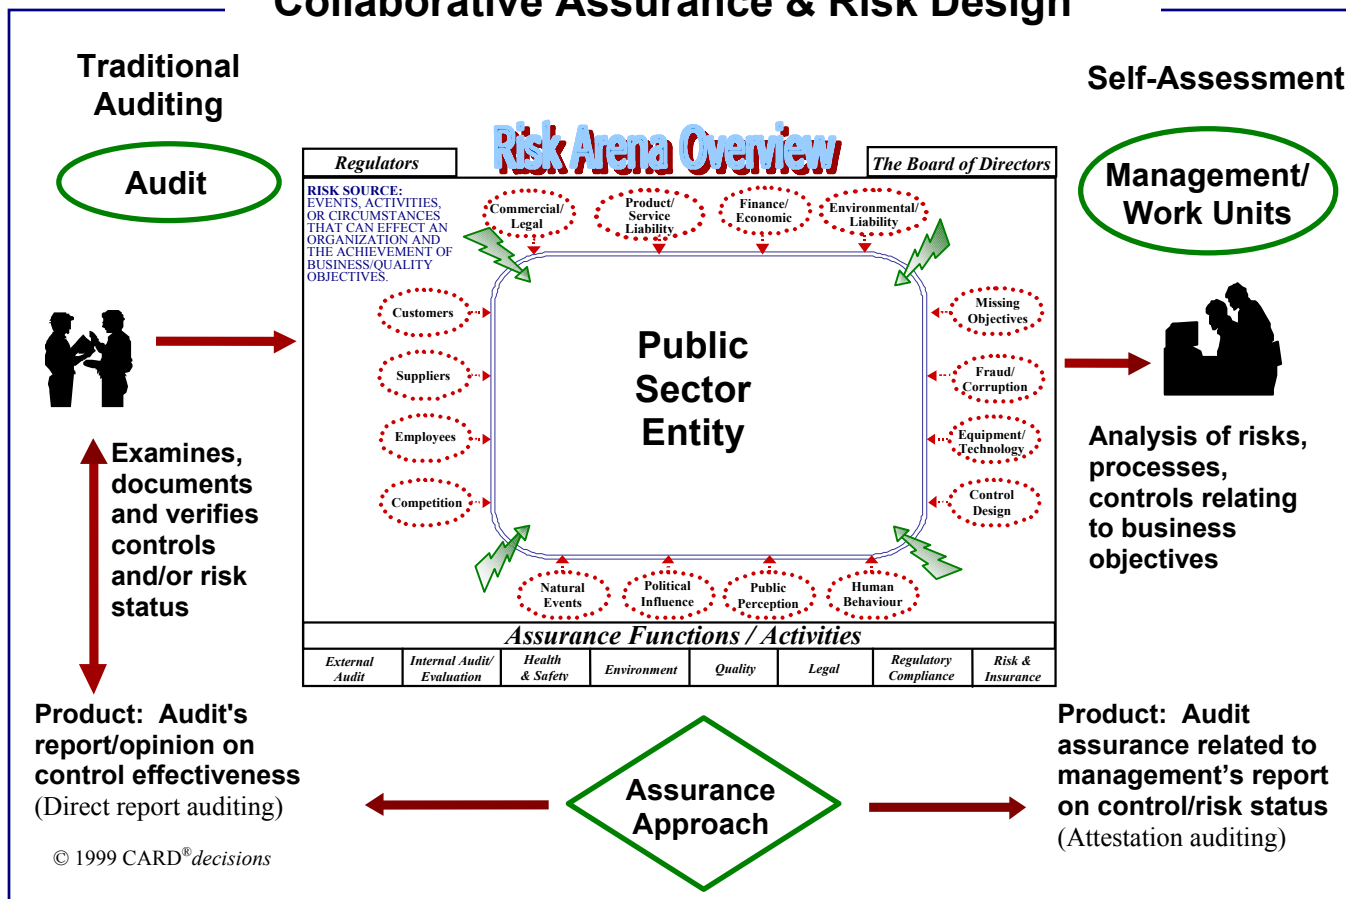 Collaborative Assurance & Risk Design
Traditional
Auditing
Audit
Self-Assessment
Management/
Work Units
Risk Arena Overview
Regulators
The Board of Directors
RISK SOURCE:
EVENTS, ACTIVITIES,
OR CIRCUMSTANCES
THAT CAN EFFECT AN
ORGANIZATION AND
THE ACHIEVEMENT OF
BUSINESS/QUALITY
OBJECTIVES.
Commercial/
Legal
Product/
Service
Liability
Finance/
Economic
Environmental/
Liability
Customers
Suppliers
Employees
Competition
Public
Sector
Entity
Missing
Objectives
Fraud/
Corruption
Equipment/
Technology
Control
Design
Natural
Events
Political
Influence
Public
Perception
Human
Behaviour
Assurance Functions / Activities
External
Audit
Internal Audit/
Evaluation
Health
& Safety
Environment
Quality
Legal
Regulatory
Compliance
Risk &
Insurance
Examines,
documents
and verifies
controls
and/or risk
status
Analysis of risks,
processes,
controls relating
to business
objectives
Product: Audit's
report/opinion on
control effectiveness
(Direct report auditing)
Assurance
Approach
Product: Audit
assurance related to
management’s report
on control/risk status
(Attestation auditing)
© 1999 CARD®decisions